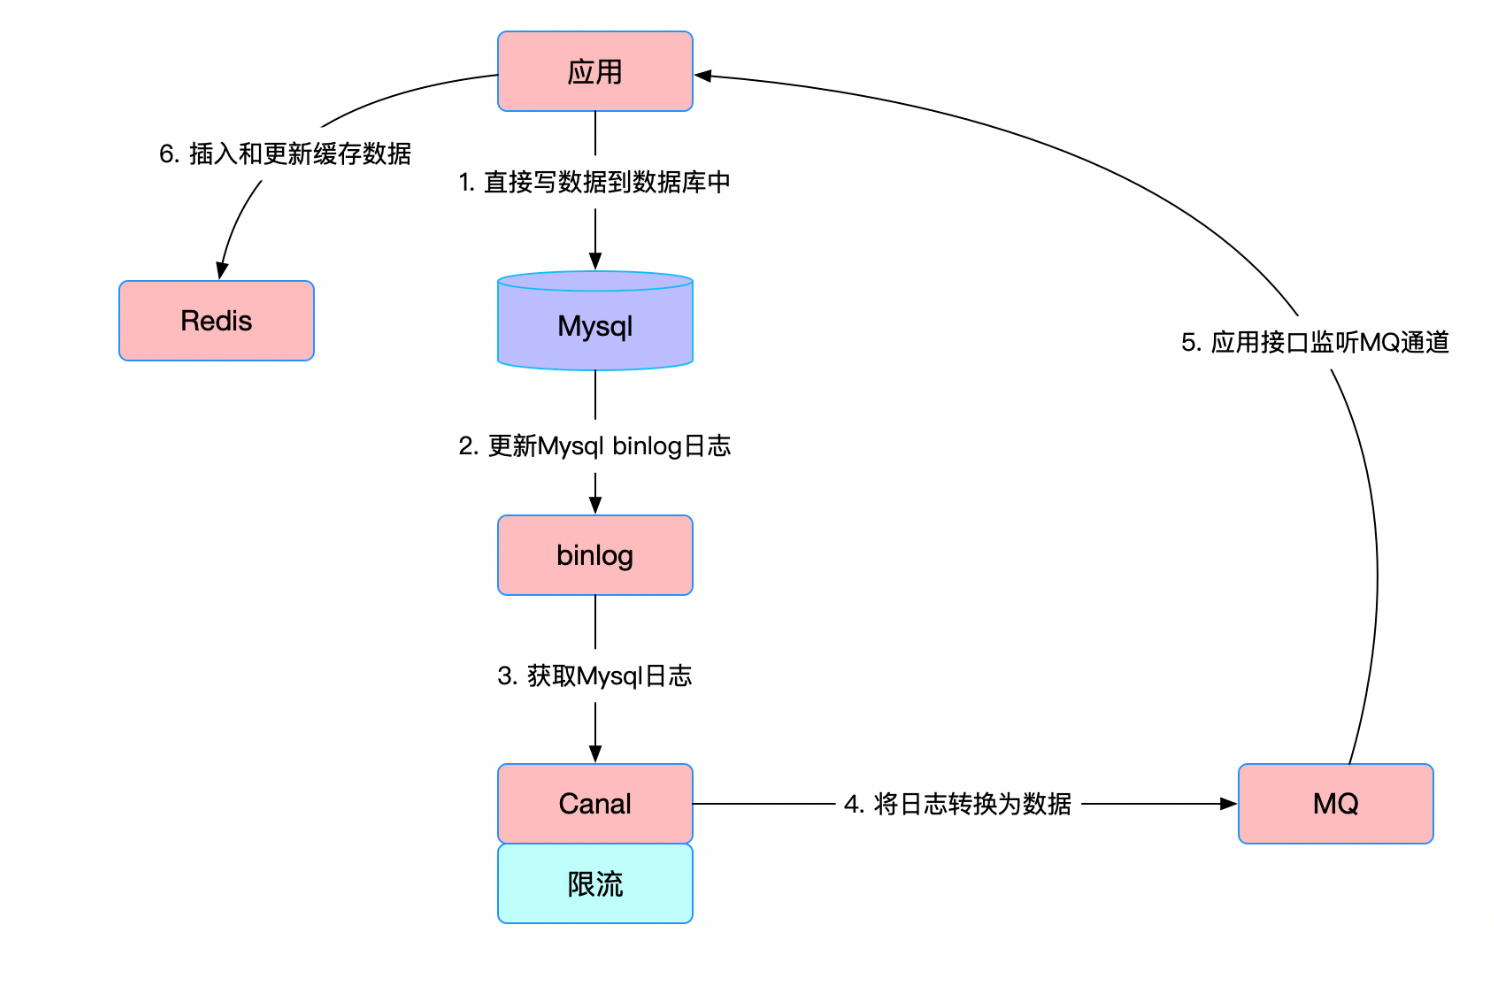 应用
6. 插入和更新缓存数据
1. 直接写数据到数据库中
Redis
Mysql
5. 应用接口监听MQ通道
2. 更新Mysql binlog日志
binlog
3. 获取Mysql日志
Canal
4. 将日志转换为数据
MQ
限流